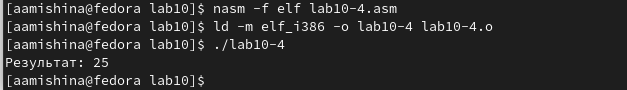 [aamishina@fedora lab10]$ nasm -f elf lab10-4.asm
[aamishina@fedora lab10]$ ld -m elf_i386 -o lab10-4 lab10-4.o
[aamishina@fedora lab10]$ ./lab10-4
Результат: 25
[aamishina@fedora lab10]$